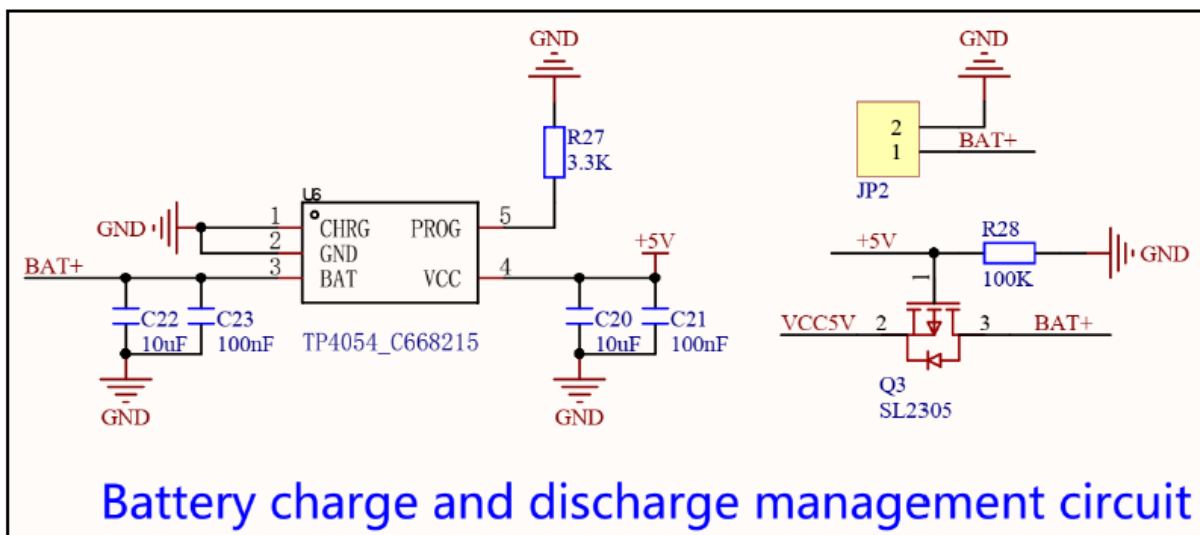 GND
R27
3.3K
U6
GND
1
CHRG
PROG
5
2
GND
BAT+
3
BAT
VCC
4
+5V
C22
10uF
C23
100nF
TP4054_C668215
C20
10uF
C21
100nF
GND
GND
GND
2
1
BAT+
JP2
+5V
R28
100K
GND
1
VCC5V
2
3
BAT+
Q3
SL2305
Battery charge and discharge management circuit